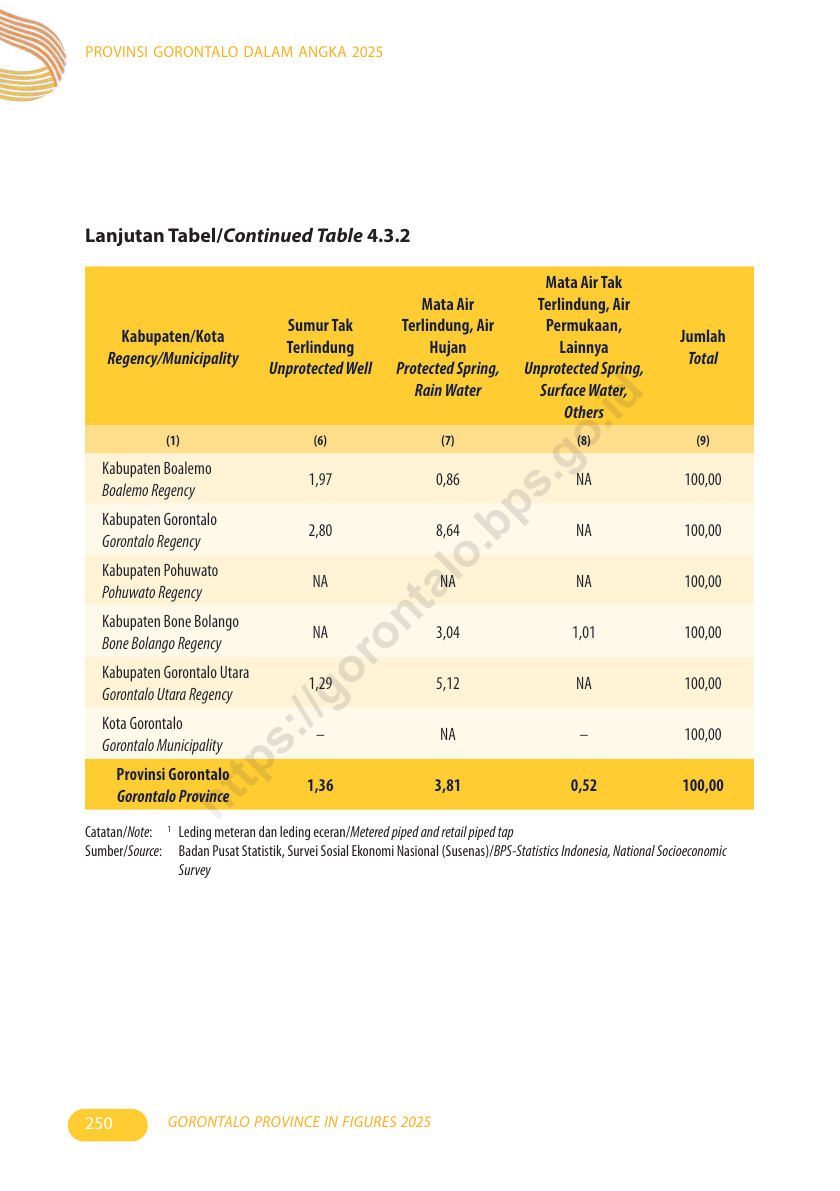 PROVINSI GORONTALO DALAM ANGKA 2025
Lanjutan Tabel/Continued Table 4.3.2
Kabupaten/Kota
Regency/Municipality
Sumur Tak
Terlindung
Unprotected Well
Mata Air
Terlindung, Air
Hujan
Protected Spring,
Rain Water
Mata Air Tak
Terlindung, Air
Permukaan,
Lainnya
Unprotected Spring,
Surface Water,
Others
Jumlah
Total
(1) (6) (7) (8) (9)
Kabupaten Boalemo
Boalemo Regency
1,97 0,86 NA 100,00
Kabupaten Gorontalo
Gorontalo Regency
2,80 8,64 NA 100,00
Kabupaten Pohuwato
Pohuwato Regency
NA NA NA 100,00
Kabupaten Bone Bolango
Bone Bolango Regency
NA 3,04 1,01 100,00
Kabupaten Gorontalo Utara
Gorontalo Utara Regency
1,29 5,12 NA 100,00
Kota Gorontalo
Gorontalo Municipality
– NA – 100,00
Provinsi Gorontalo
Gorontalo Province
1,36 3,81 0,52 100,00
Catatan/Note: 1 Leding meteran dan leding eceran/Metered piped and retail piped tap
Sumber/Source: Badan Pusat Statistik, Survei Sosial Ekonomi Nasional (Susenas)/BPS-Statistics Indonesia, National Socioeconomic
Survey
https://gorontalo.bps.go.id
250 GORONTALO PROVINCE IN FIGURES 2025